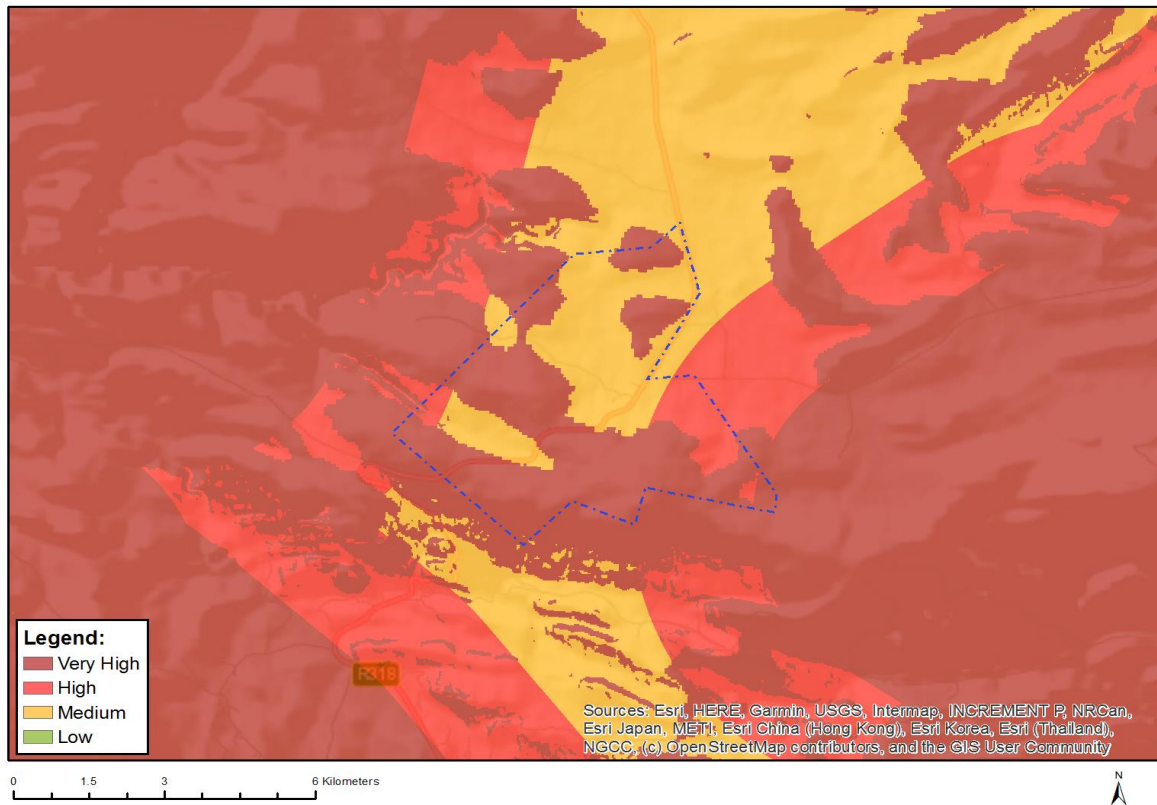 R318
Legend:
Very High
High
Medium
Low
Sources: Esri, HERE, Garmin, USGS, Intermap, INCREMENT P, NRCan,
Esri Japan, METI, Esri China (Hong Kong), Esri Korea, Esri (Thailand),
NGCC, (c) OpenStreetMap contributors, and the GIS User Community
0 1.5 3 6 Kilometers
N